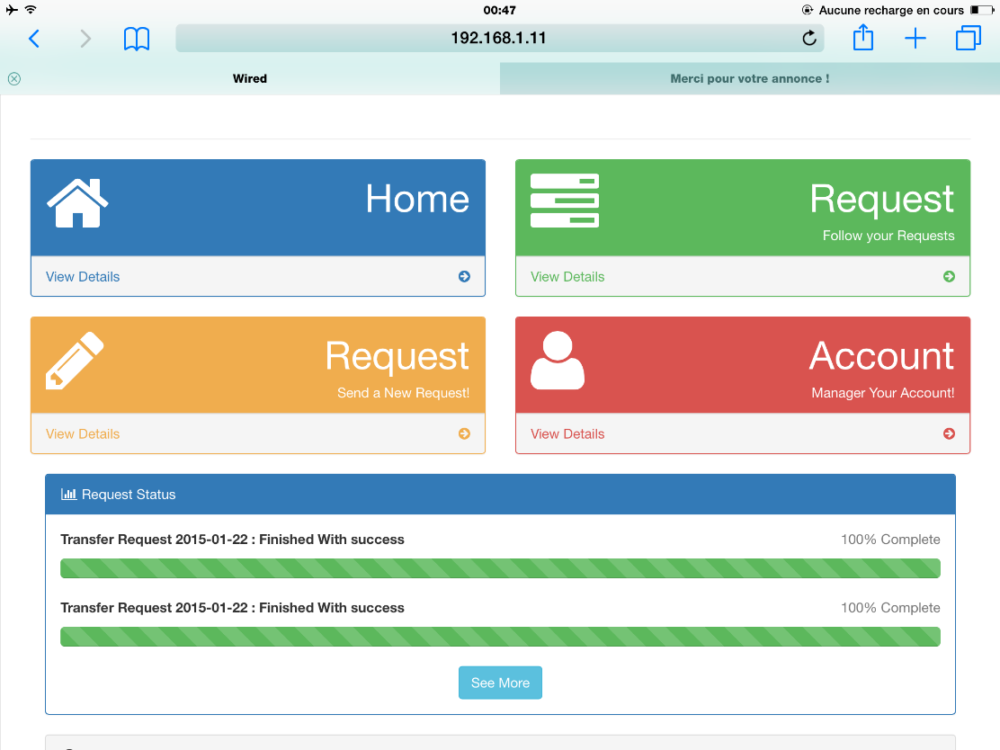 00:47
Aucune recharge en cours
192.168.1.11
Wired
Merci pour votre annonce !
Home
View Details
Request
Follow your Requests
View Details
Request
Send a New Request!
View Details
Account
Manager Your Account!
View Details
Request Status
Transfer Request 2015-01-22 : Finished With success
100% Complete
Transfer Request 2015-01-22 : Finished With success
100% Complete
See More